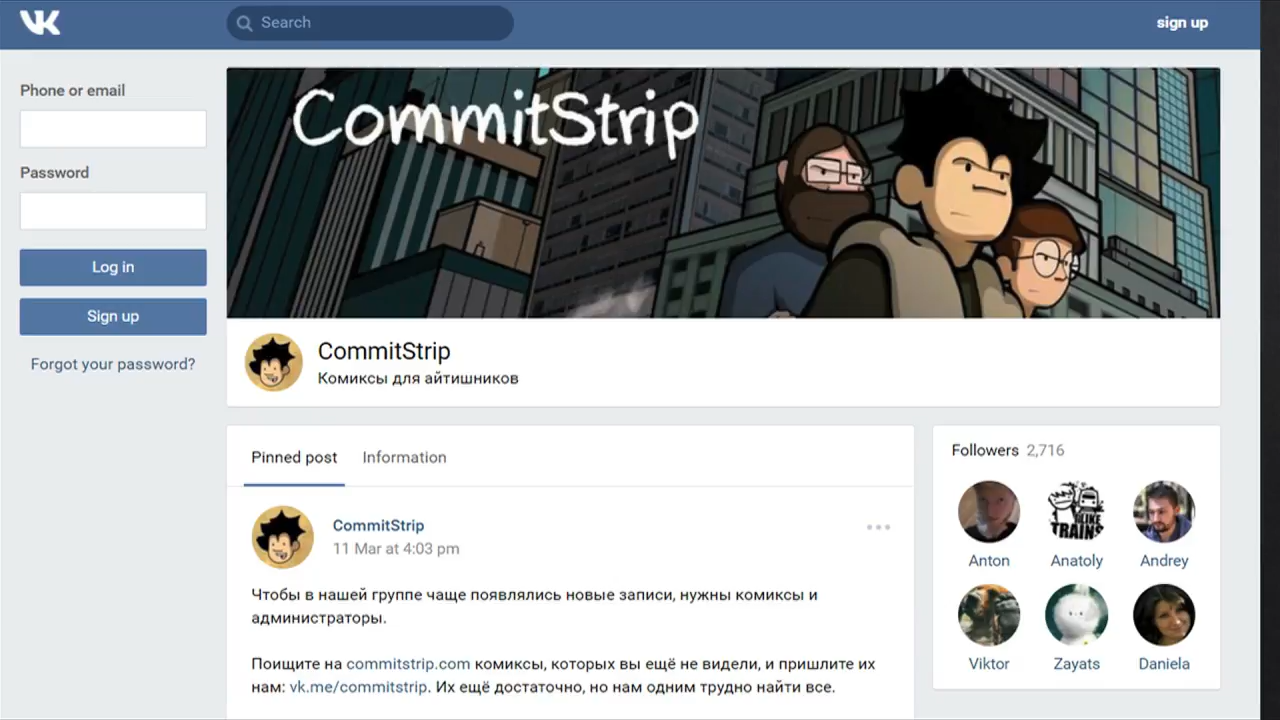 VK
Search
sign up
Phone or email
Password
Log in
Sign up
Forgot your password?
CommitStrip
CommitStrip
Комиксы для айтишников
Pinned post
Information
CommitStrip
11 Mar at 4:03 pm
Чтобы в нашей группе чаще появлялись новые записи, нужны комиксы и
администраторы.
Поищите на commitstrip.com комиксы, которых вы ещё не видели, и пришлите их
нам: vk.me/commitstrip. Их ещё достаточно, но нам одним трудно найти все.
Followers 2,716
I LIKE
TRAINS
Anton
Anatoly
Andrey
Viktor
Zayats
Daniela